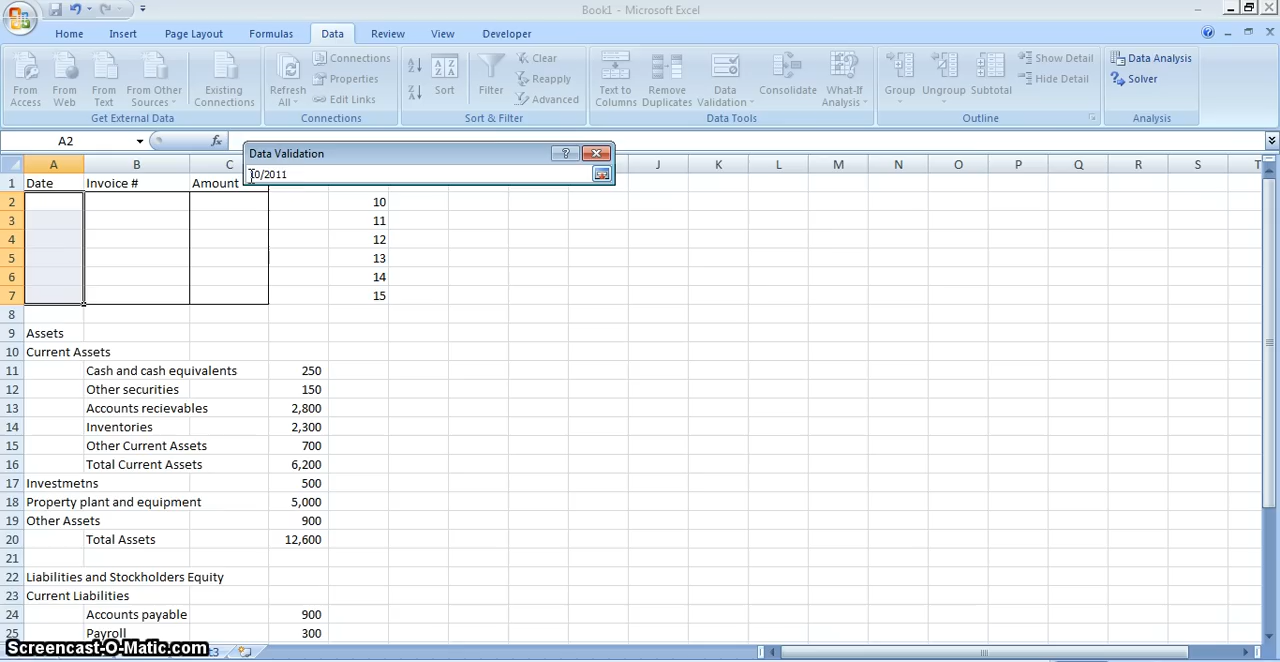 Book1 - Microsoft Excel
Home Insert Page Layout Formulas Data Review View Developer
From Access
From Web
From Text
From Other Sources
Existing Connections
Get External Data
Refresh All
Connections
Properties
Edit Links
Connections
Sort
Filter
Clear
Reapply
Advanced
Sort & Filter
Text to Columns
Remove Duplicates
Data Validation
Consolidate
What-If Analysis
Data Tools
Group
Ungroup
Subtotal
Show Detail
Hide Detail
Outline
Data Analysis
Solver
Analysis
A2 fx
Data Validation
10/2011
A B C J K L M N O P Q R S T
1 Date Invoice # Amount
2 10
3 11
4 12
5 13
6 14
7 15
8
9 Assets
10 Current Assets
11 Cash and cash equivalents 250
12 Other securities 150
13 Accounts recievables 2,800
14 Inventories 2,300
15 Other Current Assets 700
16 Total Current Assets 6,200
17 Investmetns 500
18 Property plant and equipment 5,000
19 Other Assets 900
20 Total Assets 12,600
21
22 Liabilities and Stockholders Equity
23 Current Liabilities
24 Accounts payable 900
25 Payroll 300
Screencast-O-Matic.com